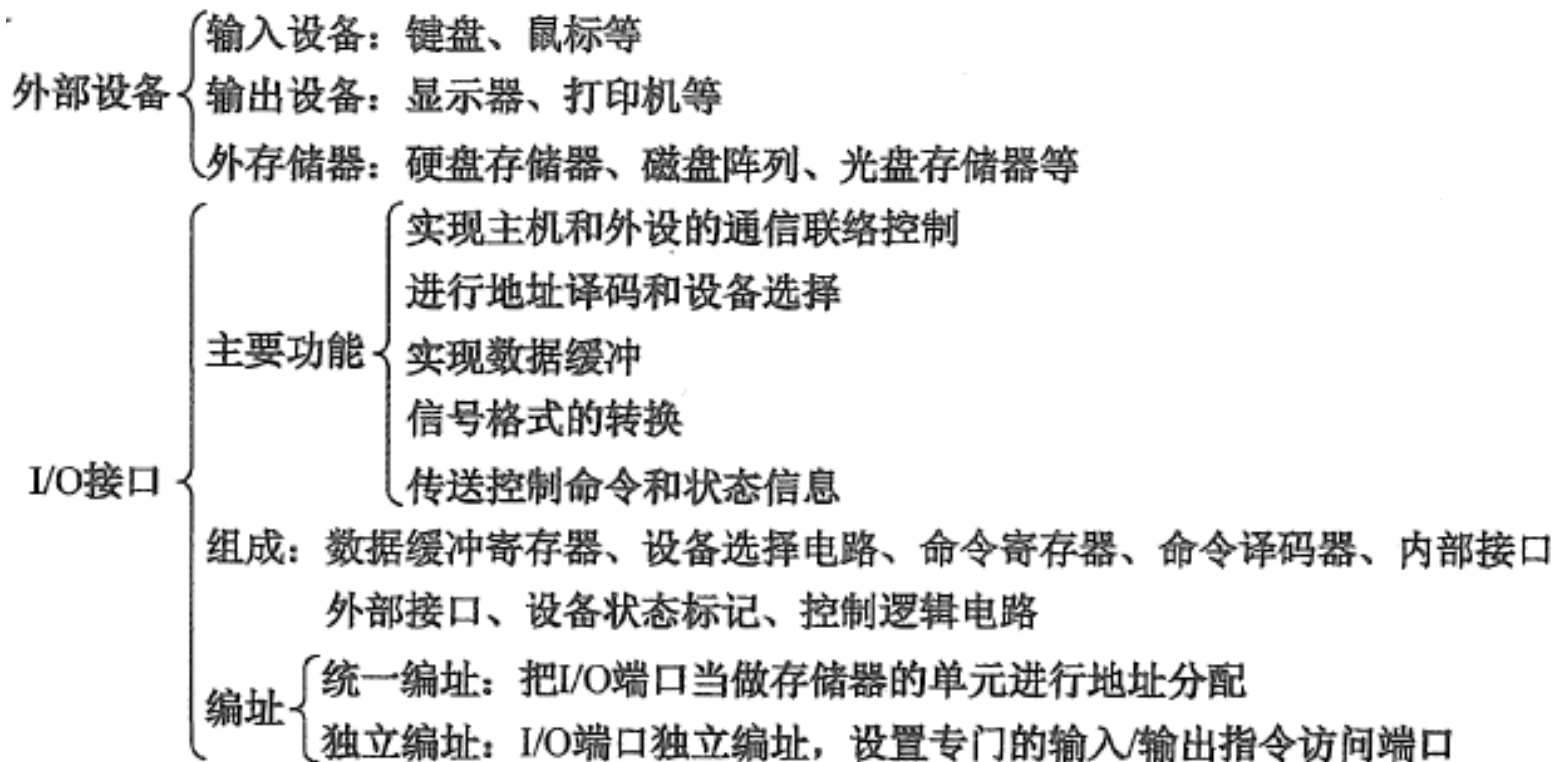 外部设备
输入设备：键盘、鼠标等
输出设备：显示器、打印机等
外存储器：硬盘存储器、磁盘阵列、光盘存储器等
I/O接口
主要功能
实现主机和外设的通信联络控制
进行地址译码和设备选择
实现数据缓冲
信号格式的转换
传送控制命令和状态信息
组成：数据缓冲寄存器、设备选择电路、命令寄存器、命令译码器、内部接口
外部接口、设备状态标记、控制逻辑电路
编址
统一编址：把I/O端口当做存储器的单元进行地址分配
独立编址：I/O端口独立编址，设置专门的输入/输出指令访问端口